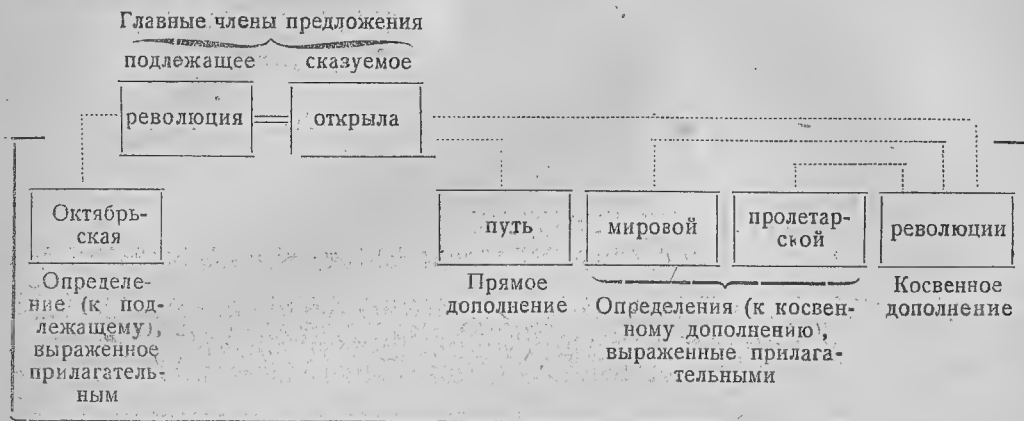 Главные члены предложения
подлежащее сказуемое
революция открыла
Октябрь-
ская
путь
мировой
пролетар-
ской
революции
Определе-
ние (к под-
лежащему),
выраженное
прилагатель-
ным
Прямое
дополнение
Определения (к косвен-
ному дополнению),
выраженные прилага-
тельными
Косвенное
дополнение